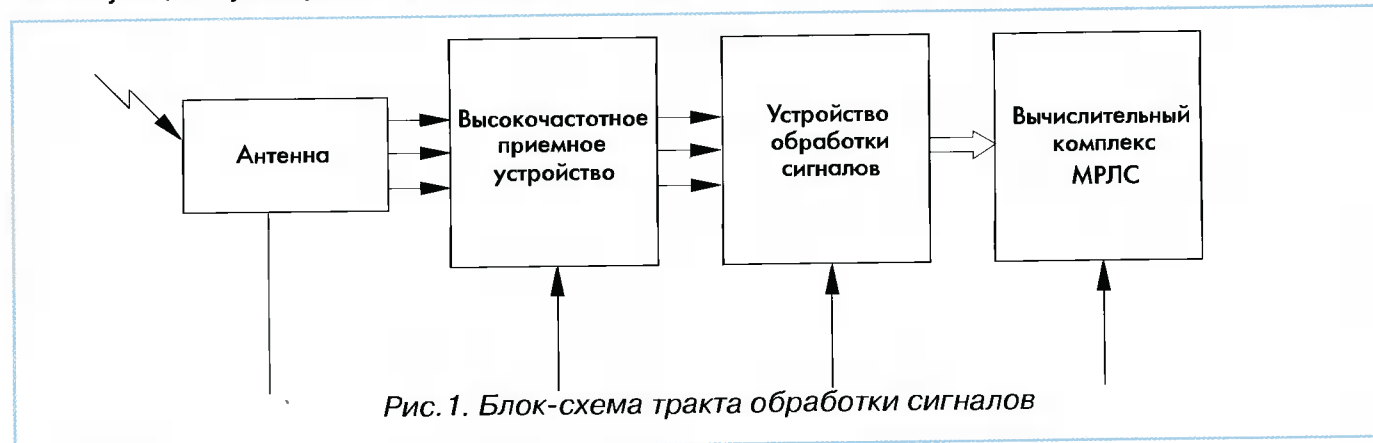 Антенна
Высокочастотное
приемное
устройство
Устройство
обработки
сигналов
Вычислительный
комплекс
МРЛС
Рис. 1. Блок-схема тракта обработки сигналов